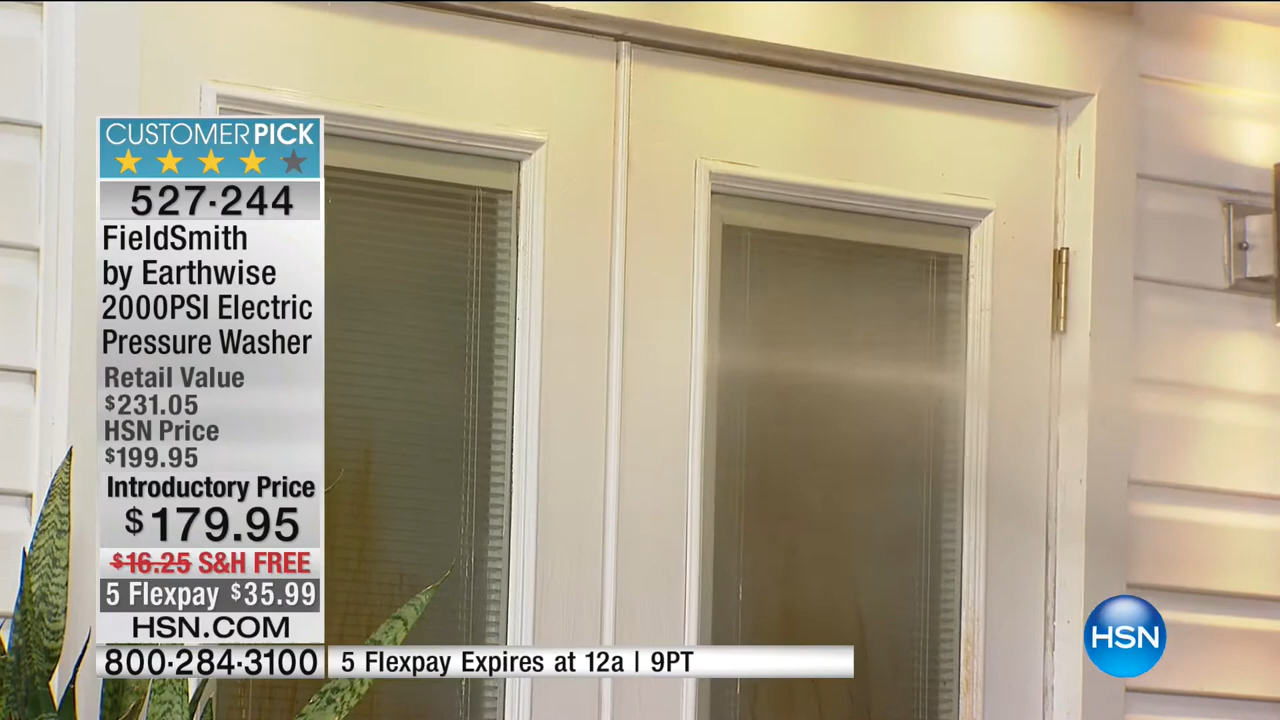 CUSTOMERPICK
527-244
FieldSmith
by Earthwise
2000PSI Electric
Pressure Washer
Retail Value
$231.05
HSN Price
$199.95
Introductory Price
$179.95
$16.25 S&H FREE
5 Flexpay $35.99
HSN.COM
800-284-3100
5 Flexpay Expires at 12a | 9PT
HSN